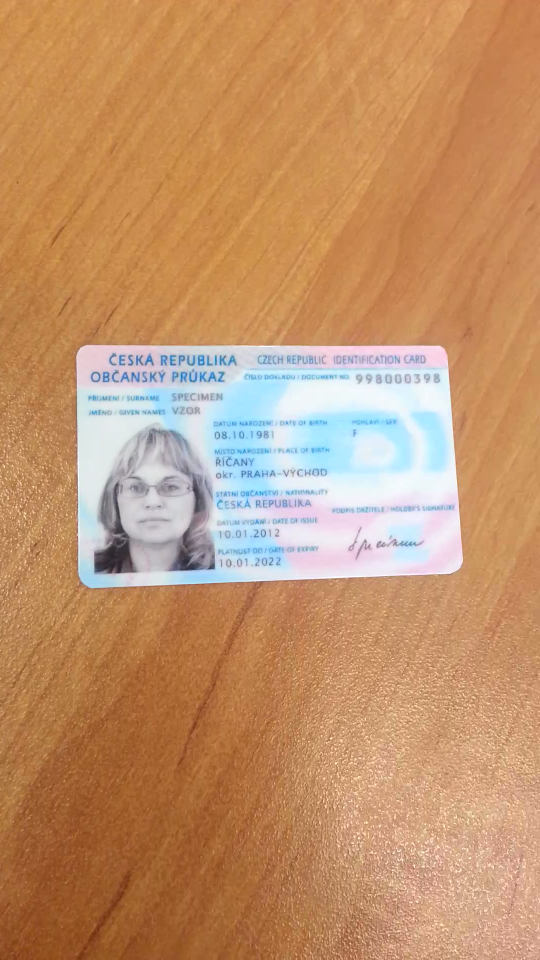 ČESKÁ REPUBLIKA CZECH REPUBLIC IDENTIFICATION CARD
OBČANSKÝ PRŮKAZ ČÍSLO DOKLADU / DOCUMENT NO. 998000398
PŘÍJMENÍ / SURNAME SPECIMEN
JMÉNO / GIVEN NAMES VZOR
DATUM NAROZENÍ / DATE OF BIRTH POHLAVÍ / SEX
08.10.1981 F
MÍSTO NAROZENÍ / PLACE OF BIRTH
ŘÍČANY
okr. PRAHA-VÝCHOD
STÁTNÍ OBČANSTVÍ / NATIONALITY
ČESKÁ REPUBLIKA
PODPIS DRŽITELE / HOLDER'S SIGNATURE
DATUM VYDÁNÍ / DATE OF ISSUE
10.01.2012
Specimen
PLATNOST DO / DATE OF EXPIRY
10.01.2022